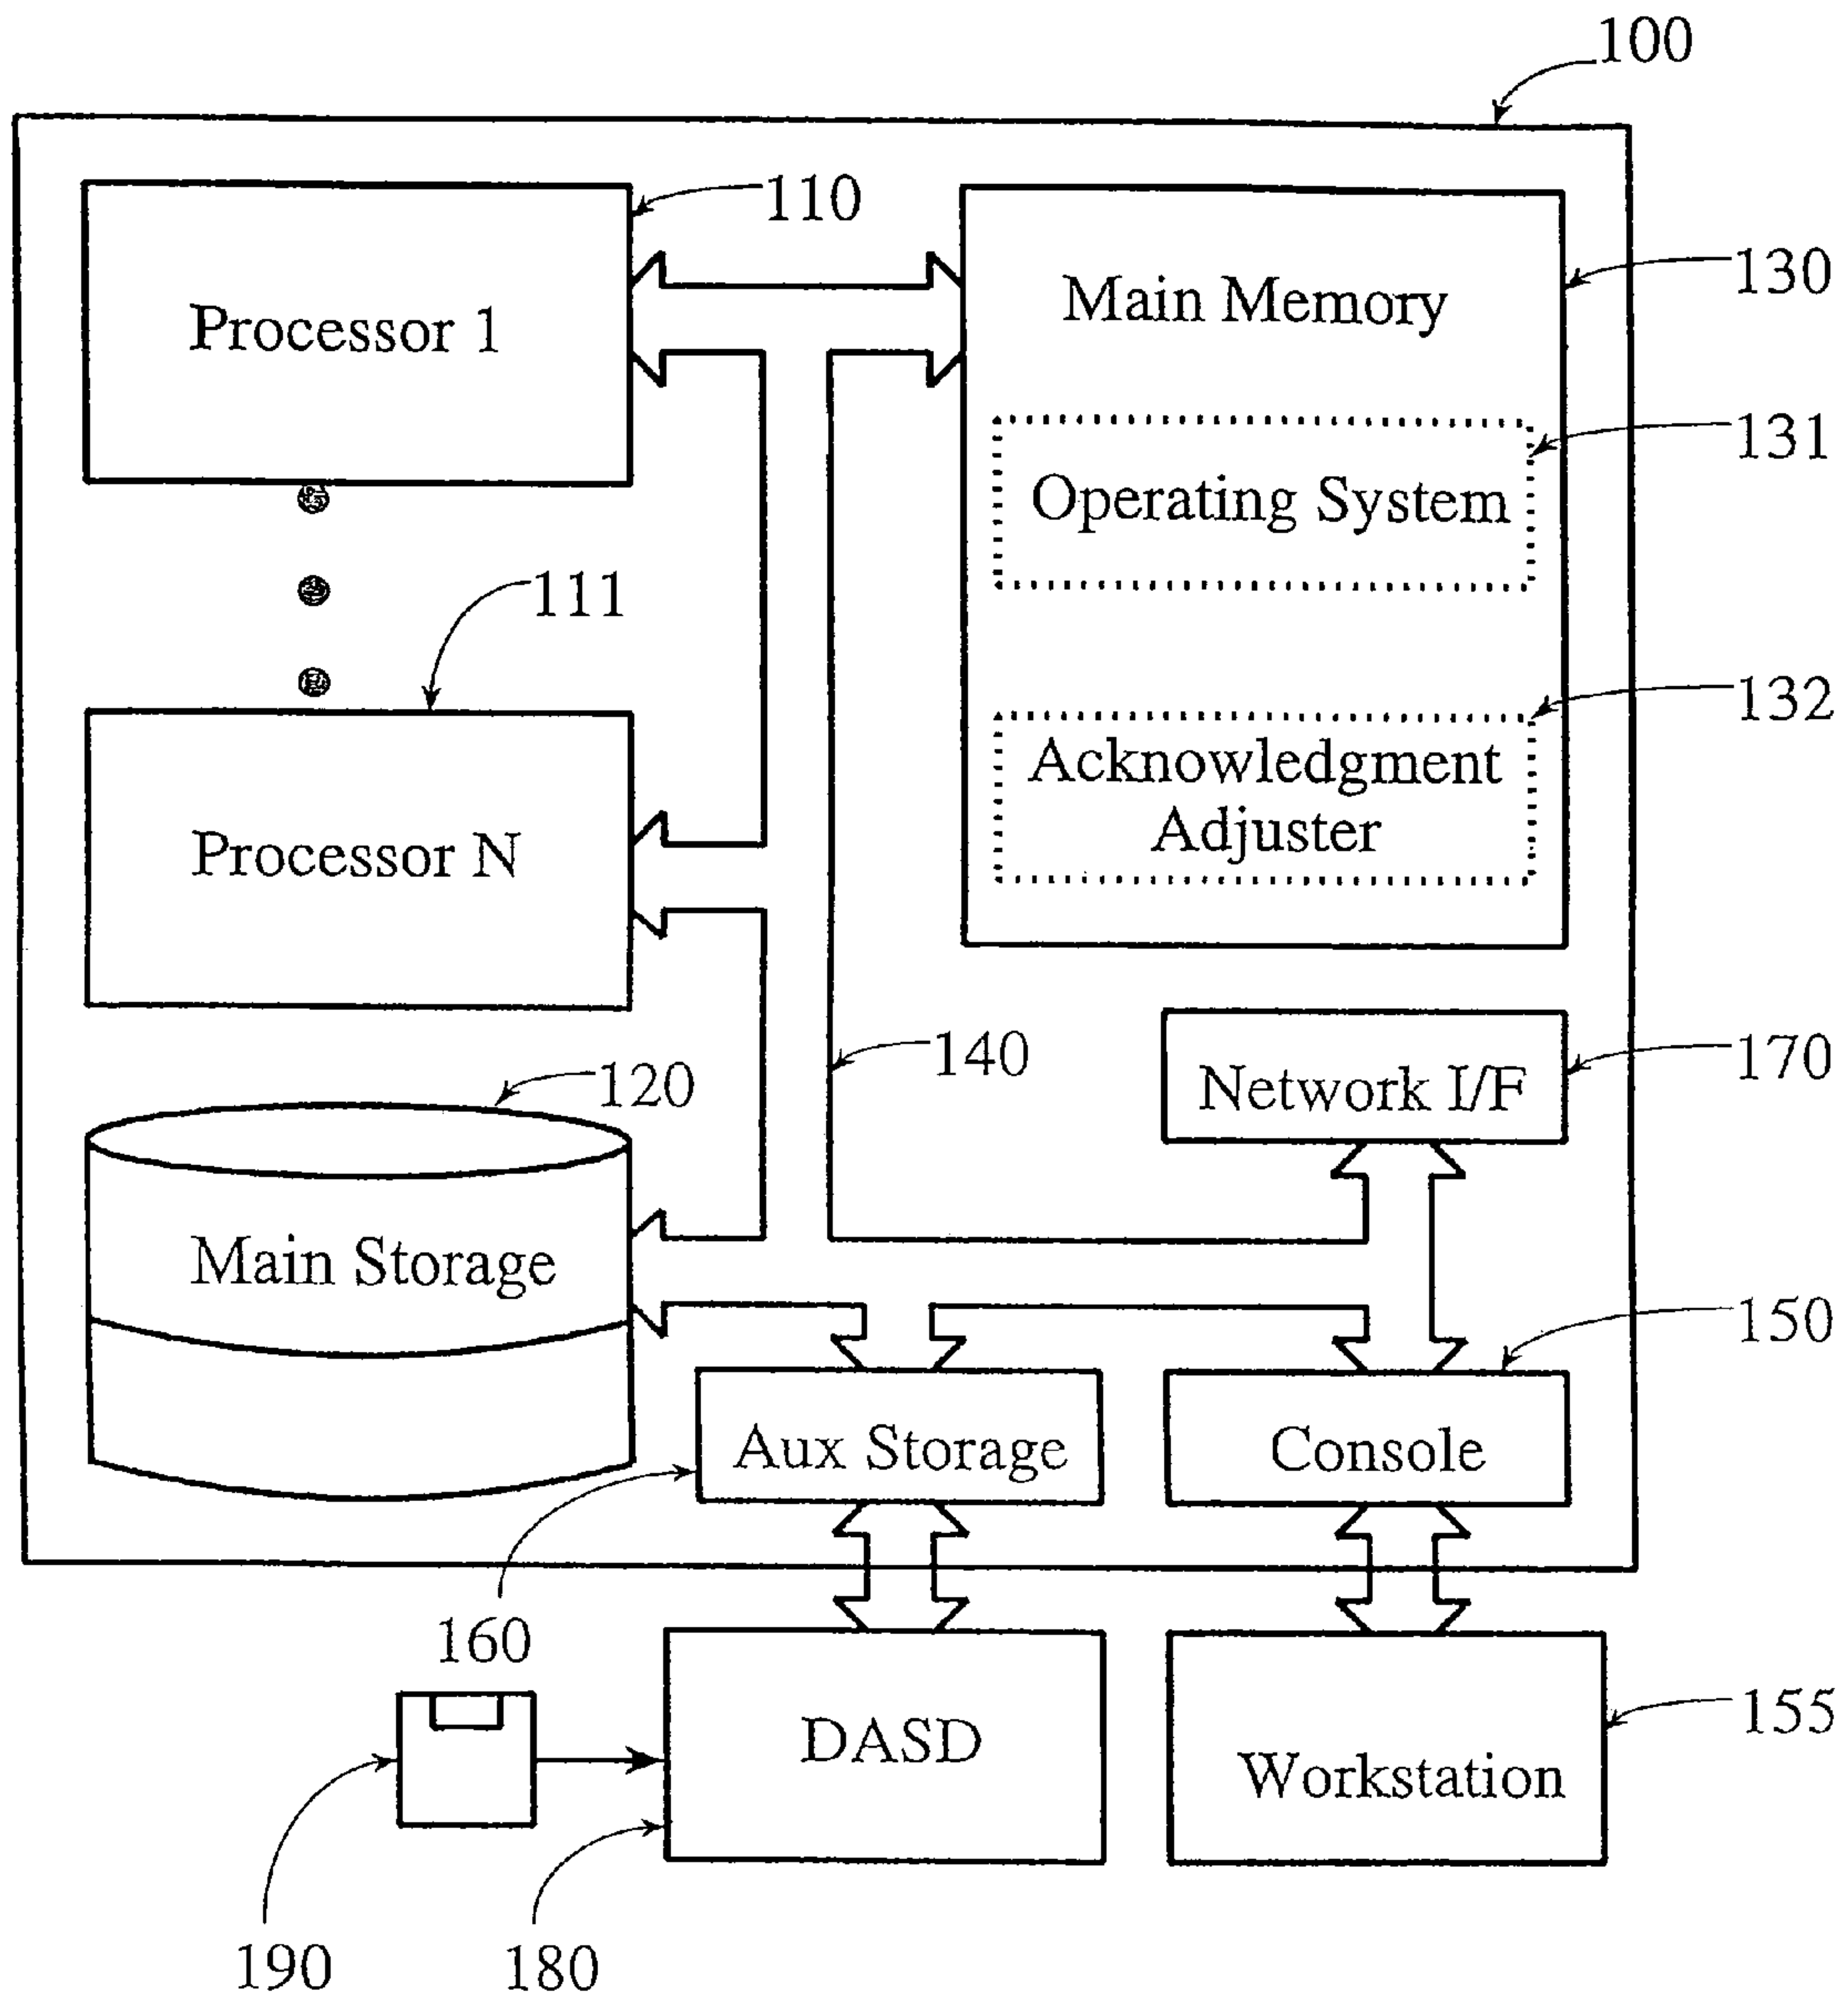 100
110
Processor 1
130
Main Memory
131
Operating System
111
132
Acknowledgment
Adjuster
Processor N
140
170
Network I/F
120
Main Storage
150
Aux Storage
Console
160
DASD
155
Workstation
190
180